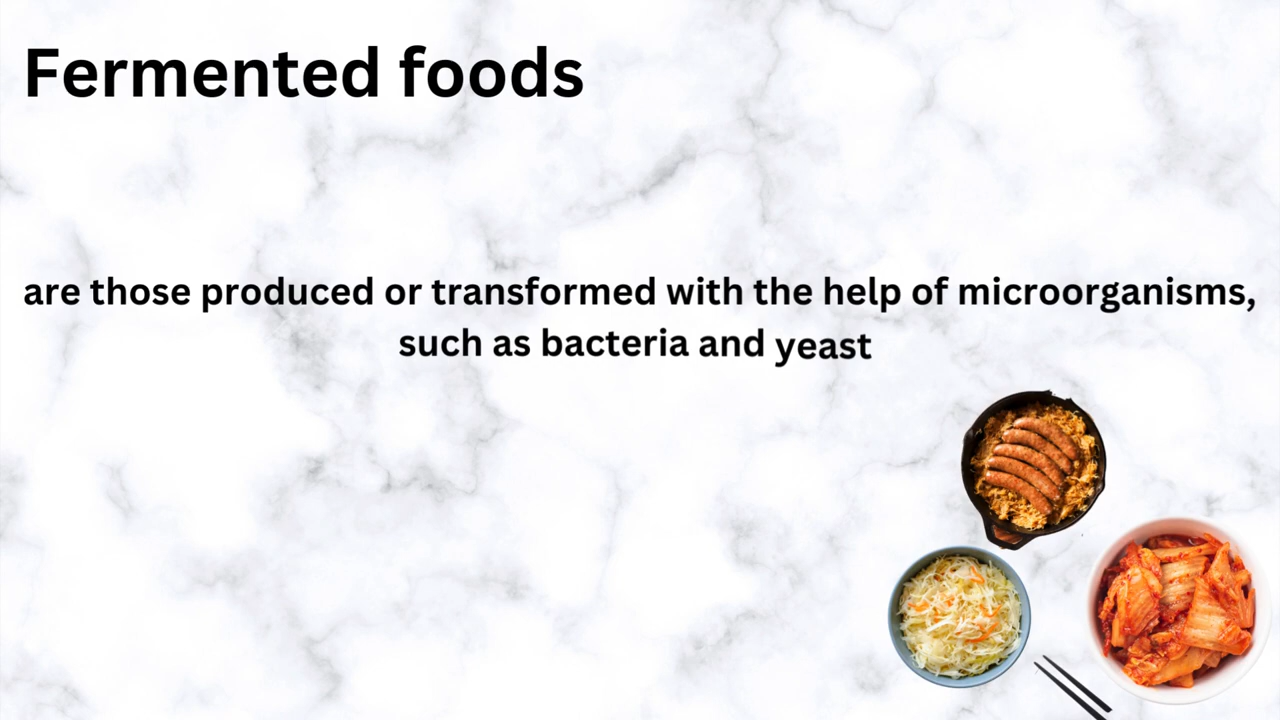 Fermented foods
are those produced or transformed with the help of microorganisms,
such as bacteria and yeast